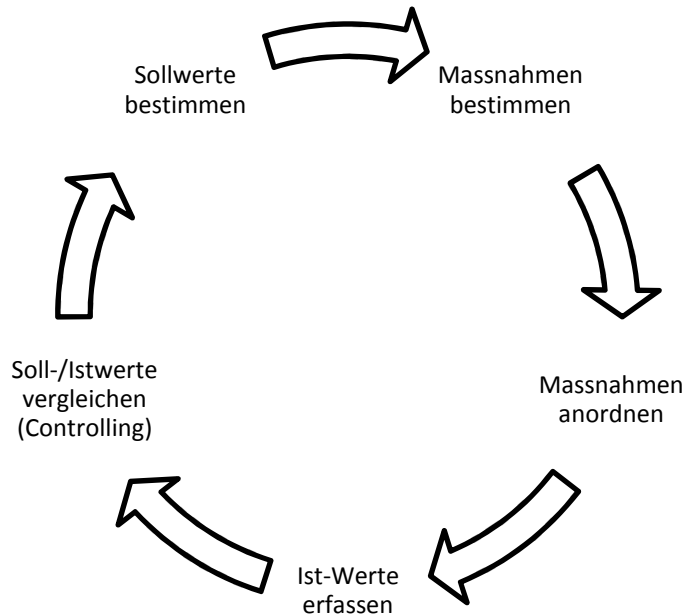 Sollwerte
bestimmen
Massnahmen
bestimmen
Massnahmen
anordnen
Ist-Werte
erfassen
Soll-/Istwerte
vergleichen
(Controlling)